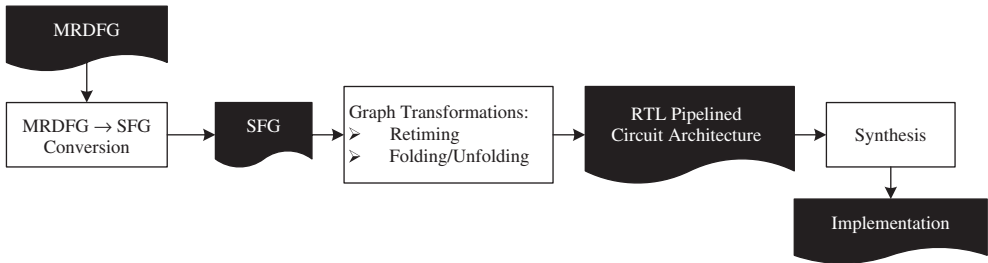 MRDFG
MRDFG → SFG
Conversion
SFG
Graph Transformations:
➢ Retiming
➢ Folding/Unfolding
RTL Pipelined
Circuit Architecture
Synthesis
Implementation